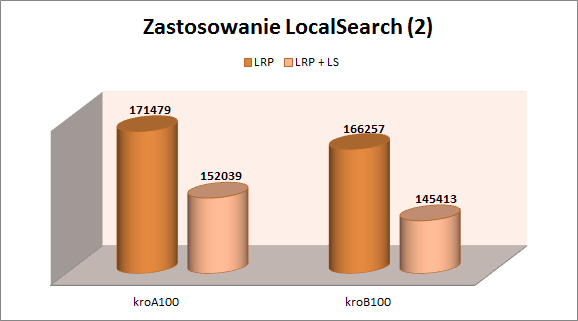 Zastosowanie LocalSearch (2)
LRP LRP + LS
171479
166257
152039
145413
kroA100 kroB100